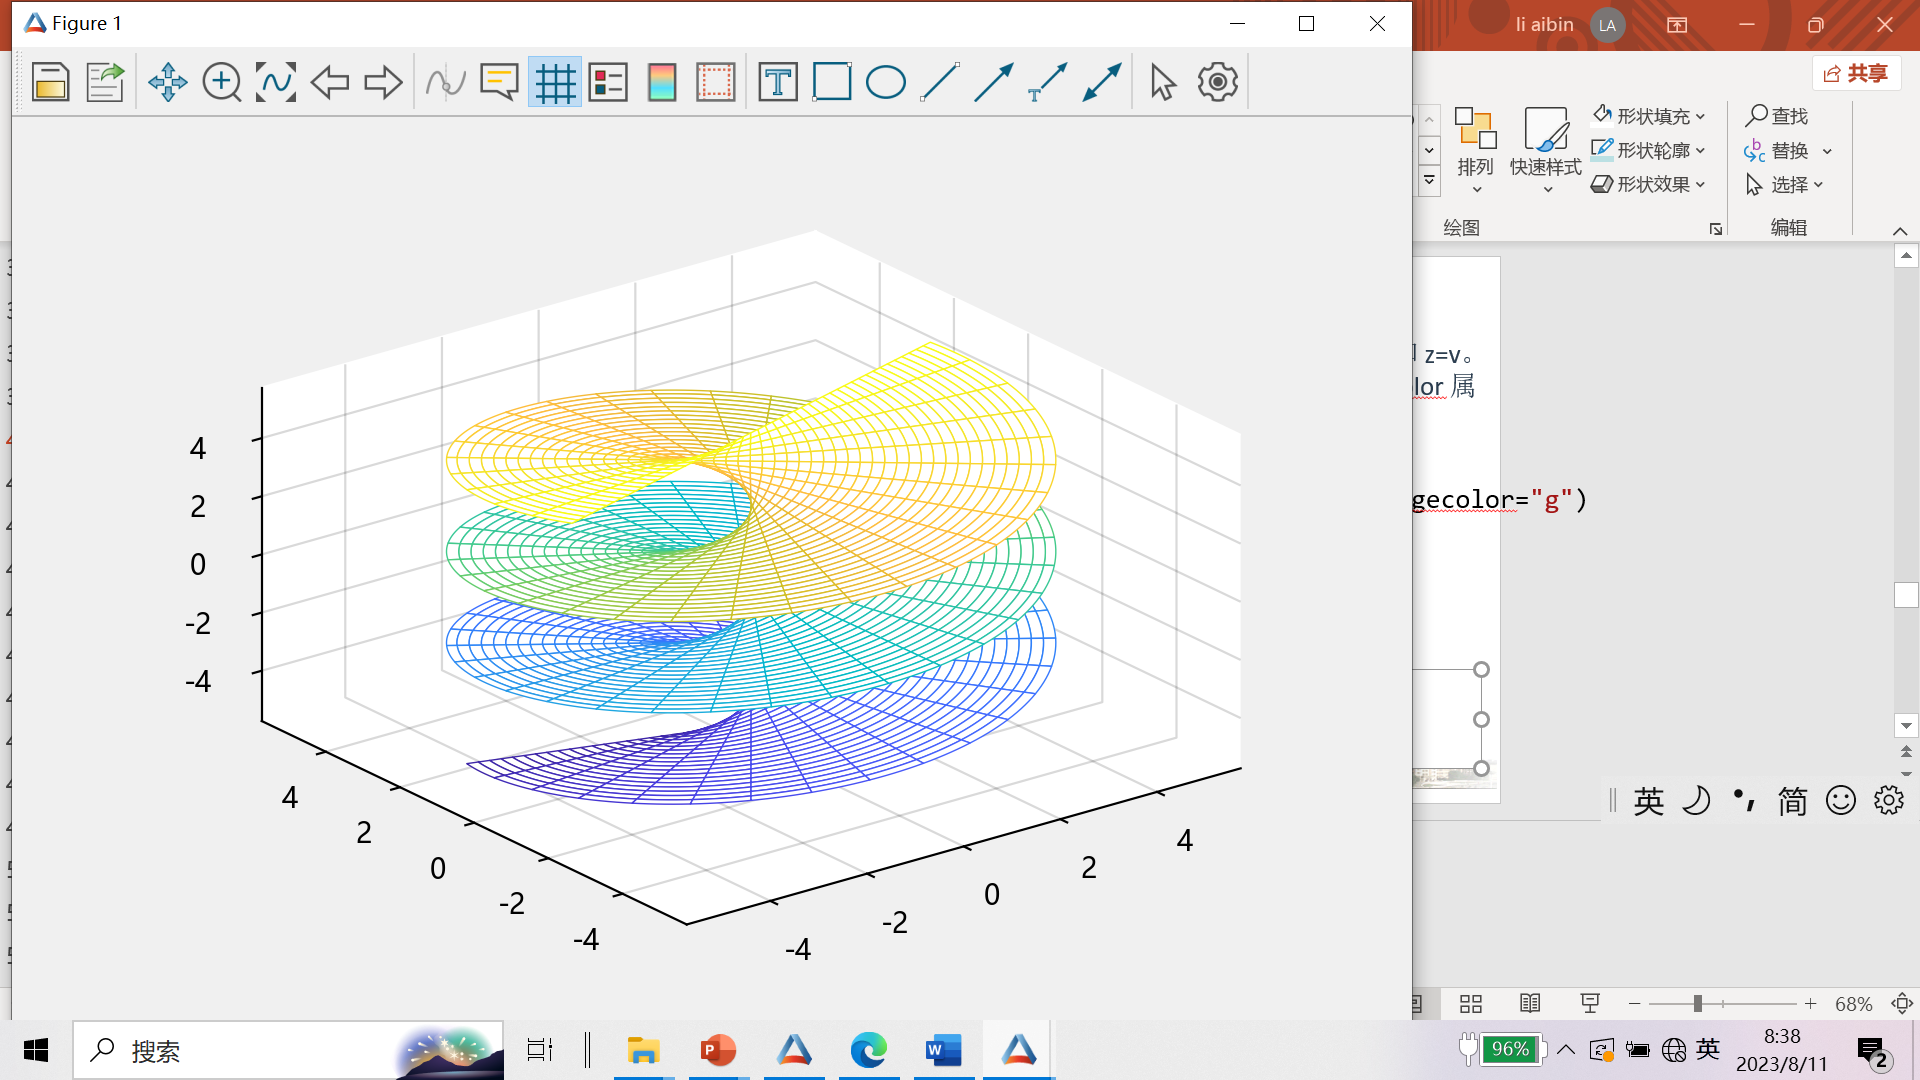 Figure 1
li aibin
LA
共享
排列
快速样式
形状填充
形状轮廓
形状效果
绘图
查找
替换
选择
编辑
z=v。
lor 属
gecolor="g")
4
2
0
-2
-4
4
2
0
-2
-4
-4
-2
0
2
4
英 简
68%
搜索
96%
英
8:38
2023/8/11
2